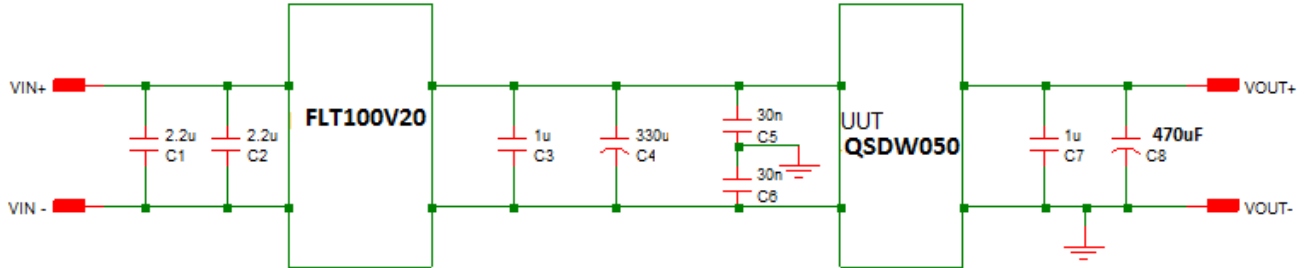 VIN+
VIN -
2.2u
C1
2.2u
C2
FLT100V20
1u
C3
330u
C4
30n
C5
30n
C6
UUT
QSDW050
1u
C7
470uF
C8
VOUT+
VOUT-